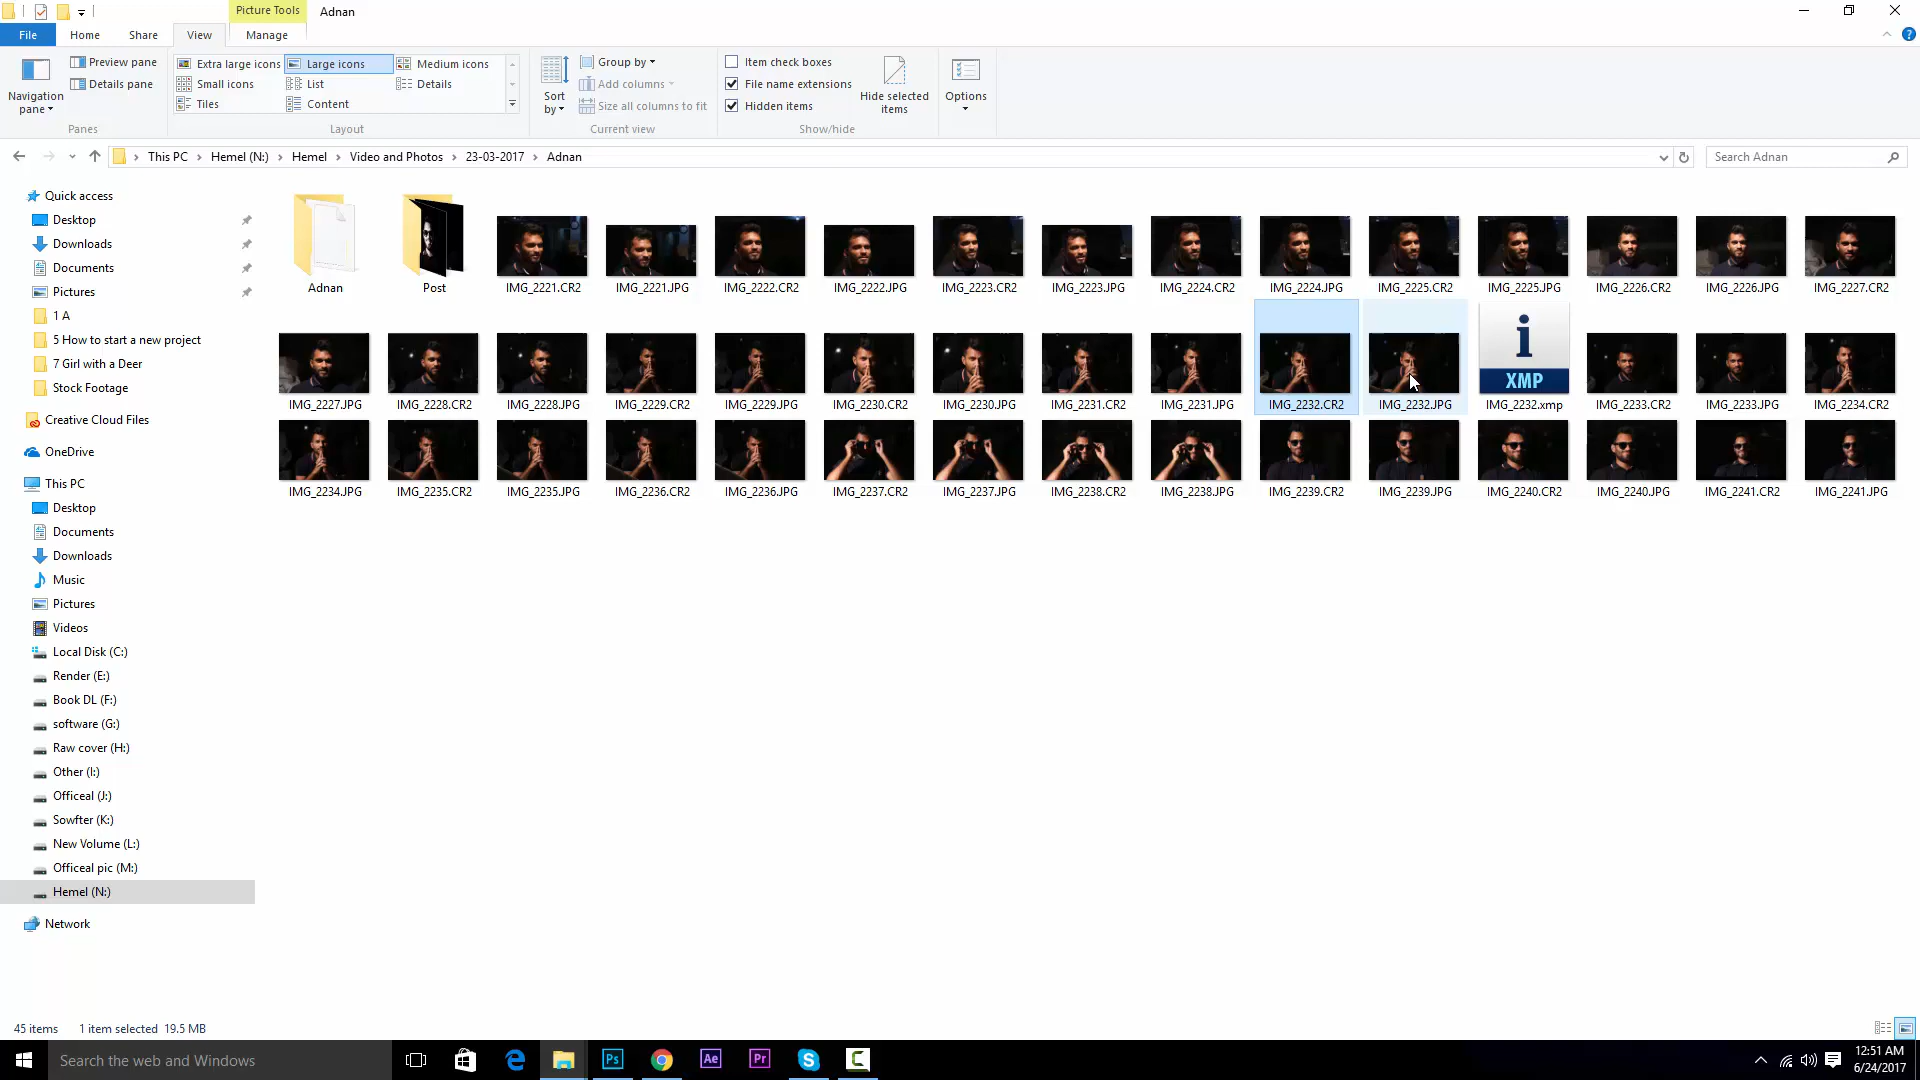 Picture Tools
Adnan
File
Home
Share
View
Manage
Navigation pane
Preview pane
Details pane
Panes
Extra large icons
Large icons
Medium icons
Small icons
List
Details
Tiles
Content
Layout
Sort by
Group by
Add columns
Size all columns to fit
Current view
Item check boxes
File name extensions
Hidden items
Hide selected items
Show/hide
Options
This PC
Hemel (N:)
Hemel
Video and Photos
23-03-2017
Adnan
Search Adnan
Quick access
Desktop
Downloads
Documents
Pictures
1 A
5 How to start a new project
7 Girl with a Deer
Stock Footage
Creative Cloud Files
OneDrive
This PC
Desktop
Documents
Downloads
Music
Pictures
Videos
Local Disk (C:)
Render (E:)
Book DL (F:)
software (G:)
Raw cover (H:)
Other (I:)
Officeal (J:)
Sowfter (K:)
New Volume (L:)
Officeal pic (M:)
Hemel (N:)
Network
Adnan
Post
IMG_2221.CR2
IMG_2221.JPG
IMG_2222.CR2
IMG_2222.JPG
IMG_2223.CR2
IMG_2223.JPG
IMG_2224.CR2
IMG_2224.JPG
IMG_2225.CR2
IMG_2225.JPG
IMG_2226.CR2
IMG_2226.JPG
IMG_2227.CR2
i
XMP
IMG_2227.JPG
IMG_2228.CR2
IMG_2228.JPG
IMG_2229.CR2
IMG_2229.JPG
IMG_2230.CR2
IMG_2230.JPG
IMG_2231.CR2
IMG_2231.JPG
IMG_2232.CR2
IMG_2232.JPG
IMG_2232.xmp
IMG_2233.CR2
IMG_2233.JPG
IMG_2234.CR2
IMG_2234.JPG
IMG_2235.CR2
IMG_2235.JPG
IMG_2236.CR2
IMG_2236.JPG
IMG_2237.CR2
IMG_2237.JPG
IMG_2238.CR2
IMG_2238.JPG
IMG_2239.CR2
IMG_2239.JPG
IMG_2240.CR2
IMG_2240.JPG
IMG_2241.CR2
IMG_2241.JPG
45 items
1 item selected 19.5 MB
Search the web and Windows
Ps
Ae
Pr
12:51 AM
6/24/2017